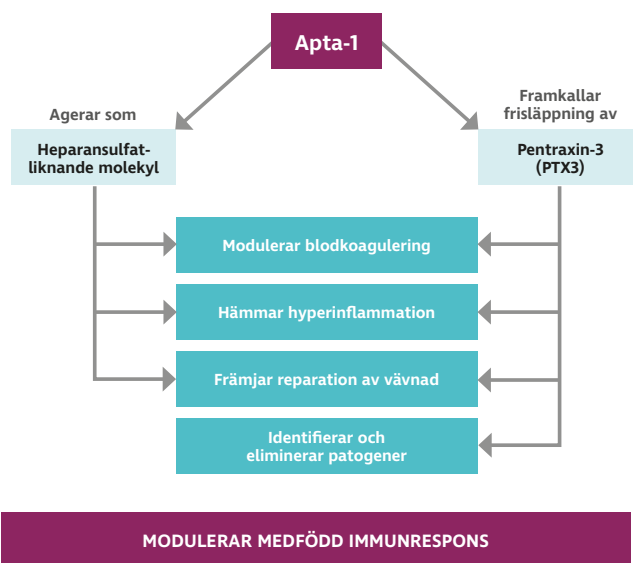 Apta-1
Agerar som
Heparansulfat-
liknande molekyl
Framkallar
frisläppning av
Pentraxin-3
(PTX3)
Modulerar blodkoagulering
Hämmar hyperinflammation
Främjar reparation av vävnad
Identifierar och
eliminerar patogener
MODULERAR MEDFÖDD IMMUNRESPONS